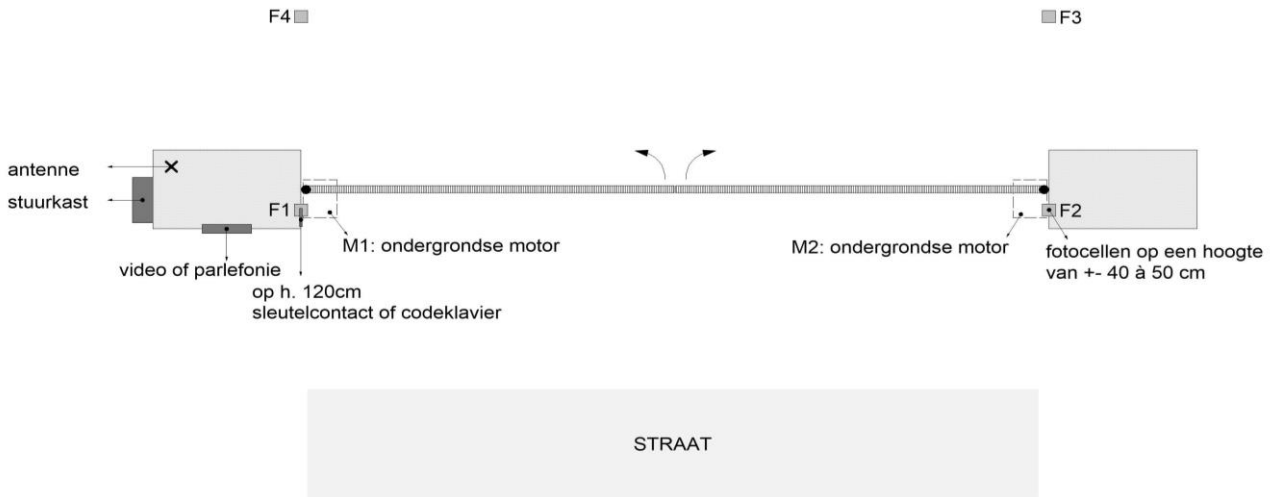 F4
F3
antenne
stuurkast
F1
F2
M1: ondergrondse motor
M2: ondergrondse motor
fotocellen op een hoogte
van +- 40 à 50 cm
video of parlefonie
op h. 120cm
sleutelcontact of codeklavier
STRAAT